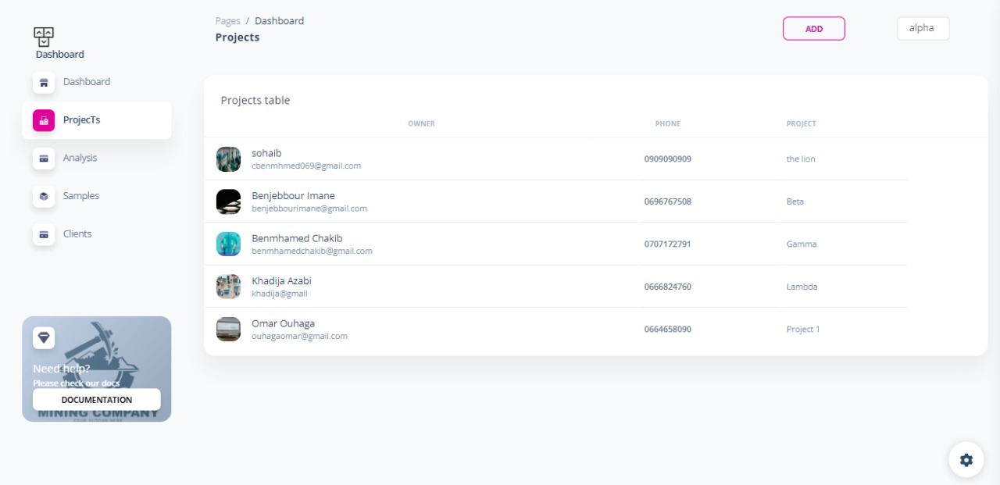 Pages / Dashboard
Projects
ADD
alpha
Dashboard
Dashboard
ProjecTs
Analysis
Samples
Clients
Need help?
Please check our docs
DOCUMENTATION
MINING COMPANY
YOUR SLOGAN HERE
Projects table
OWNER PHONE PROJECT
sohaib
cbenmhmed069@gmail.com
0909090909 the lion
Benjebbour Imane
benjebbourimane@gmail.com
0696767508 Beta
Benmhamed Chakib
benmhamedchakib@gmail.com
0707172791 Gamma
Khadija Azabi
khadija@gmail
0666824760 Lambda
Omar Ouhaga
ouhagaomar@gmail.com
0664658090 Project 1